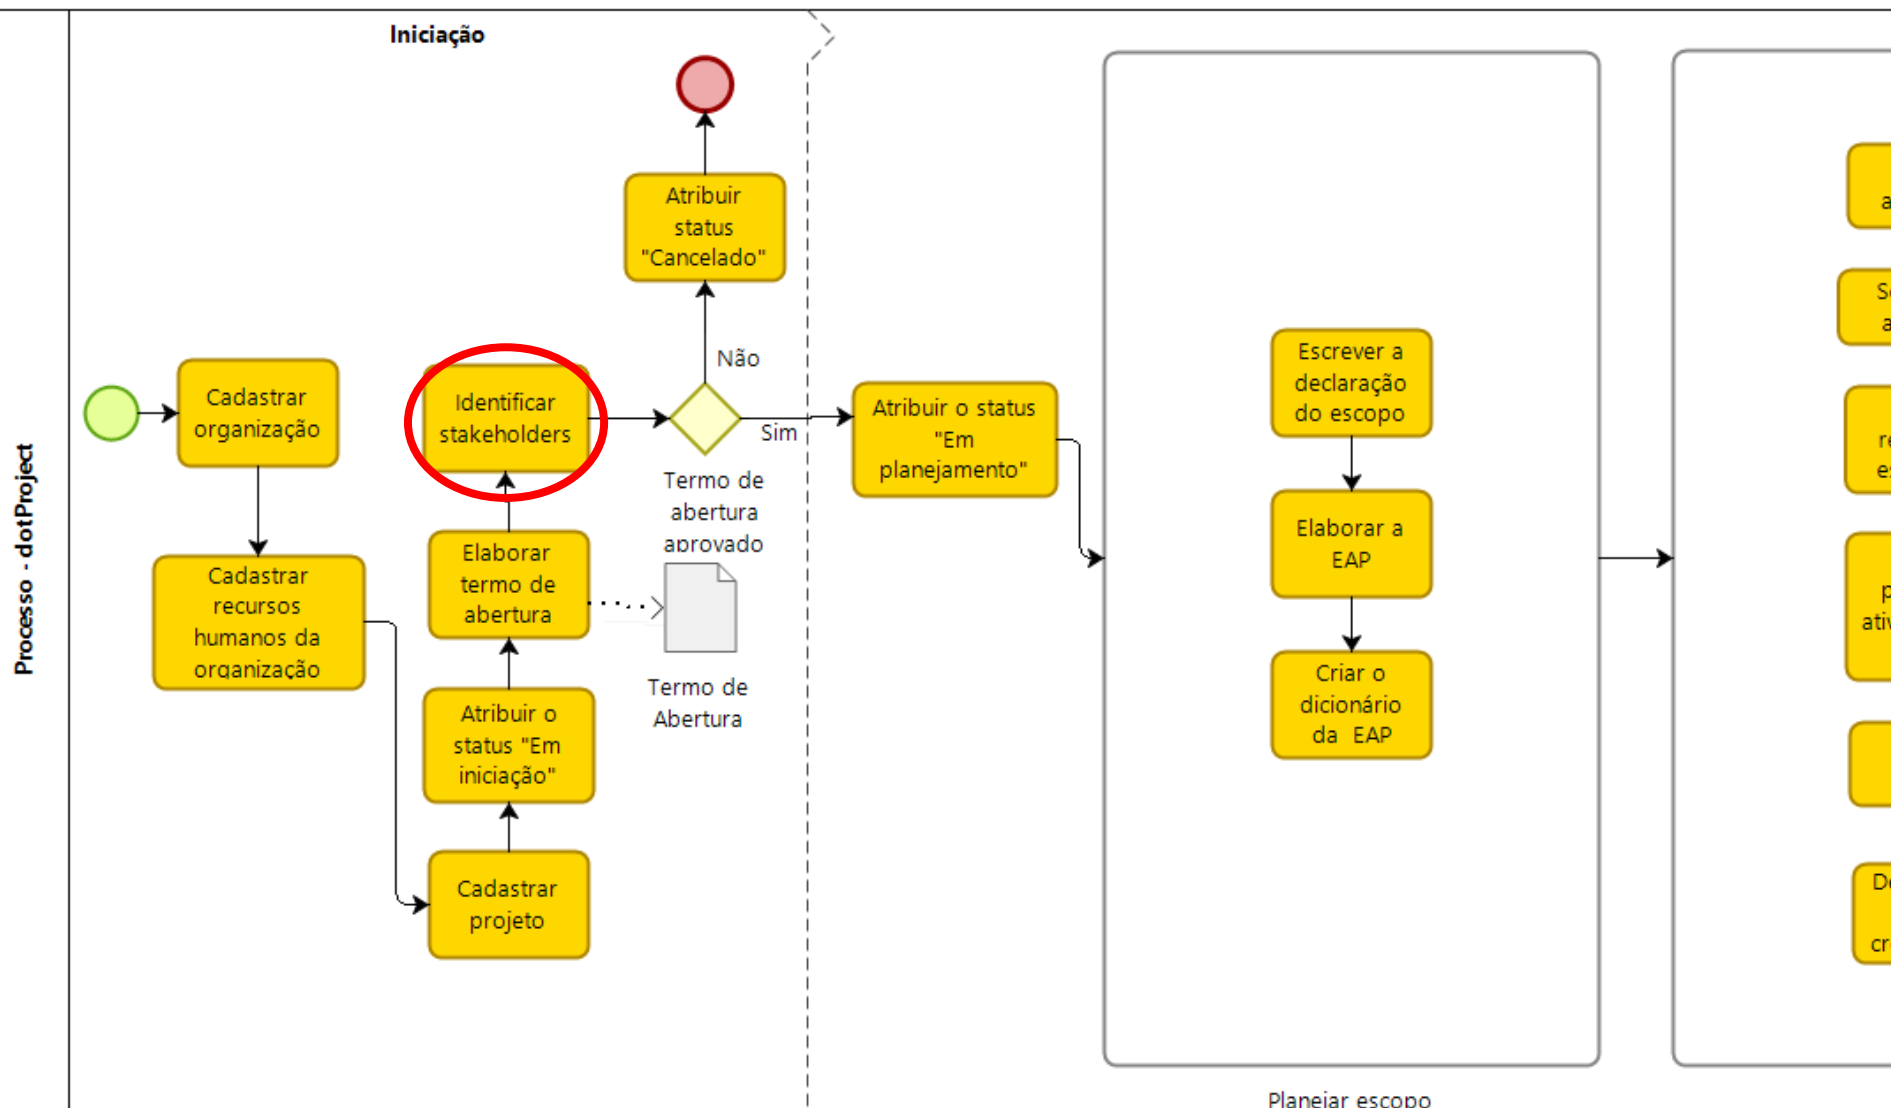 Processo - dotProject
Iniciação
Cadastrar
organização
Cadastrar
recursos
humanos da
organização
Cadastrar
projeto
Atribuir o
status "Em
iniciação"
Elaborar
termo de
abertura
Termo de
Abertura
Identificar
stakeholders
Termo de
abertura
aprovado
Não
Sim
Atribuir
status
"Cancelado"
Atribuir o status
"Em
planejamento"
Escrever a
declaração
do escopo
Elaborar a
EAP
Criar o
dicionário
da EAP
Planejar escopo